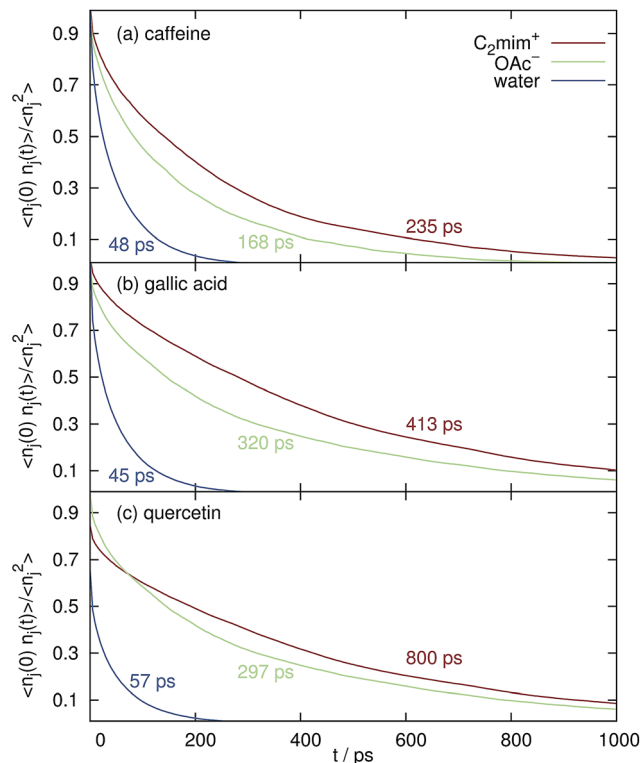 (a) caffeine
C₂mim⁺
OAc⁻
water
<nⱼ(0) nⱼ(t)>/<nⱼ²>
0.9
0.7
0.5
0.3
0.1
48 ps
168 ps
235 ps
(b) gallic acid
<nⱼ(0) nⱼ(t)>/<nⱼ²>
0.9
0.7
0.5
0.3
0.1
45 ps
320 ps
413 ps
(c) quercetin
<nⱼ(0) nⱼ(t)>/<nⱼ²>
0.9
0.7
0.5
0.3
0.1
57 ps
297 ps
800 ps
0 200 400 600 800 1000
t / ps